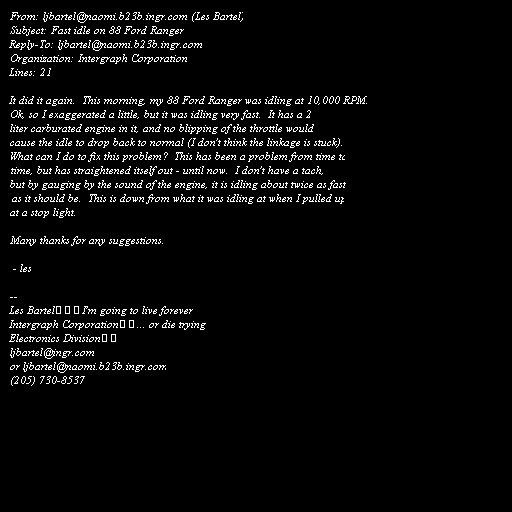 From: ljbartel@naomi.b23b.ingr.com (Les Bartel)
Subject: Fast idle on 88 Ford Ranger
Reply-To: ljbartel@naomi.b23b.ingr.com
Organization: Intergraph Corporation
Lines: 21

It did it again.  This morning, my 88 Ford Ranger was idling at 10,000 RPM.
Ok, so I exaggerated a little, but it was idling very fast.  It has a 2
liter carburated engine in it, and no blipping of the throttle would
cause the idle to drop back to normal (I don't think the linkage is stuck).
What can I do to fix this problem?  This has been a problem from time
time, but has straightened itself out - until now.  I don't have a tach,
but by gauging by the sound of the engine, it is idling about twice as fast
as it should be.  This is down from what it was idling at when I pulled up
at a stop light.

Many thanks for any suggestions.

- les

--
Les Bartel I'm going to live forever
Intergraph Corporation ... or die trying
Electronics Division
ljbartel@ingr.com
or ljbartel@naomi.b23b.ingr.com
(205) 730-8537